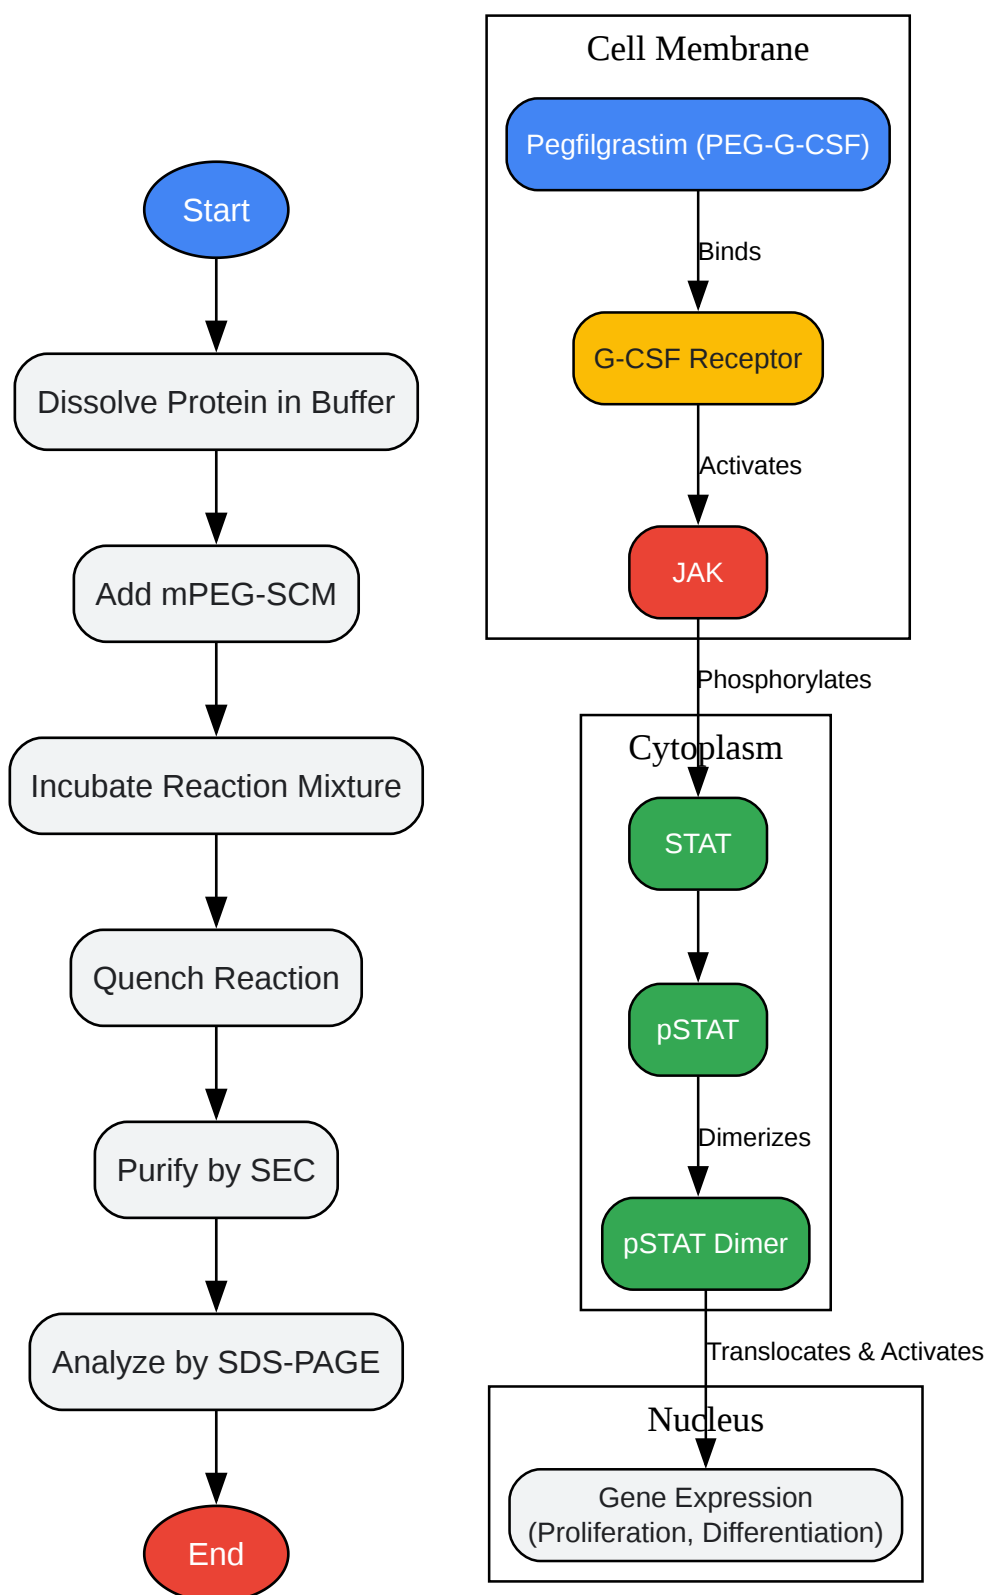 Start
Dissolve Protein in Buffer
Add mPEG-SCM
Incubate Reaction Mixture
Quench Reaction
Purify by SEC
Analyze by SDS-PAGE
End
Cell Membrane
Pegfilgrastim (PEG-G-CSF)
Binds
G-CSF Receptor
Activates
JAK
Phosphorylates
Cytoplasm
STAT
pSTAT
Dimerizes
pSTAT Dimer
Translocates & Activates
Nucleus
Gene Expression
(Proliferation, Differentiation)